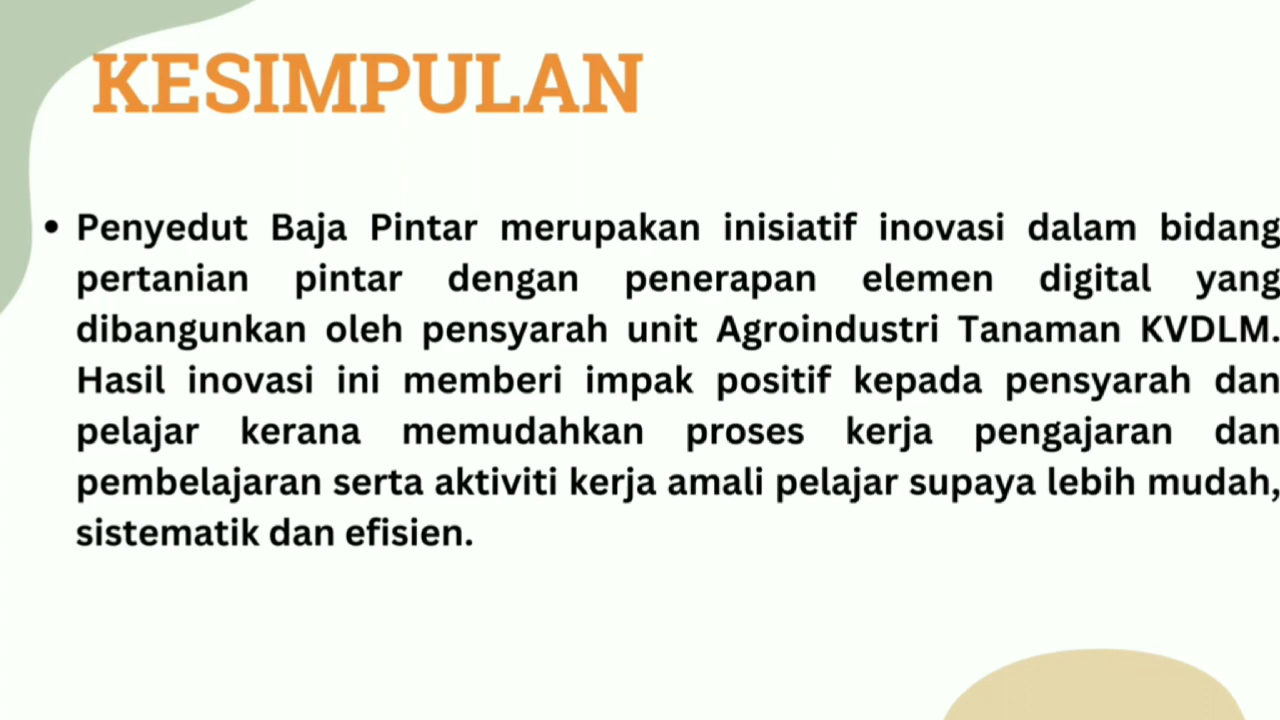 KESIMPULAN
• Penyedut Baja Pintar merupakan inisiatif inovasi dalam bidang
pertanian pintar dengan penerapan elemen digital yang
dibangunkan oleh pensyarah unit Agroindustri Tanaman KVDLM.
Hasil inovasi ini memberi impak positif kepada pensyarah dan
pelajar kerana memudahkan proses kerja pengajaran dan
pembelajaran serta aktiviti kerja amali pelajar supaya lebih mudah,
sistematik dan efisien.